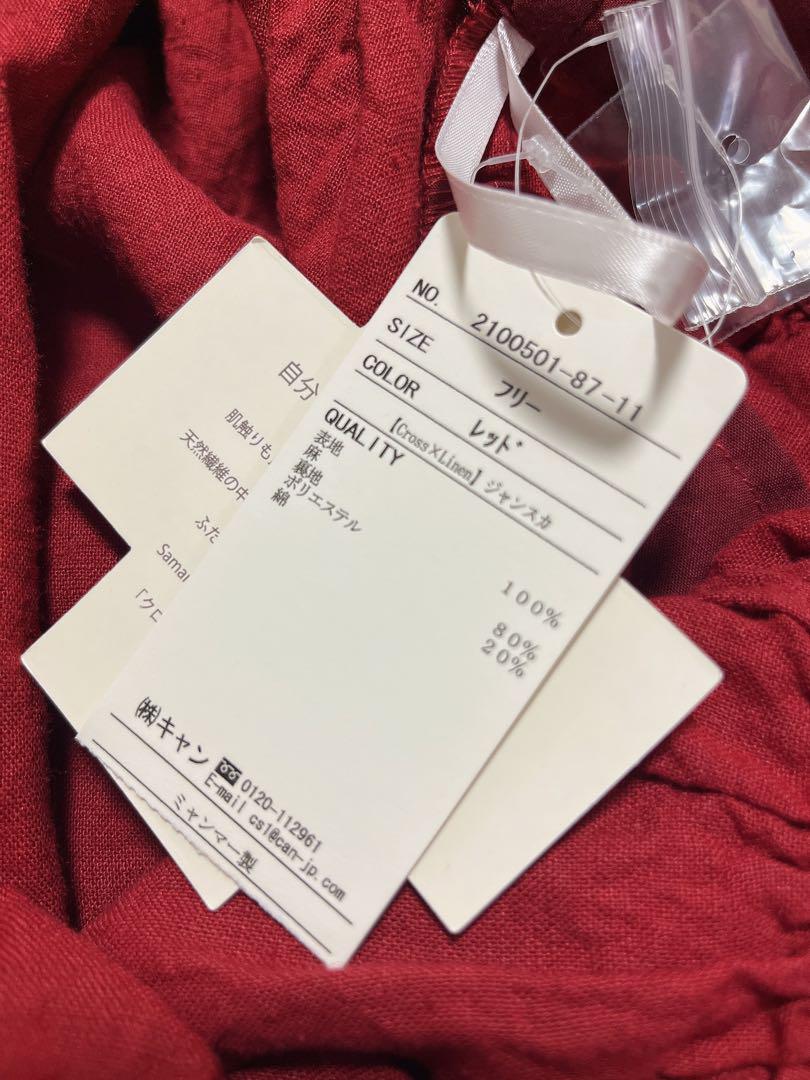 NO. 2100501-87-11
SIZE フリー
COLOR レッド
QUALITY 【Cross×Linen】ジャンスカ
表地
麻 100%
裏地
ポリエステル 80%
綿 20%
㈱キャン 0120-112961
E-mail cs1@can-jp.com
ミャンマー製
自分
肌触りも
天然繊維の中
ふた
Saman
「クロ